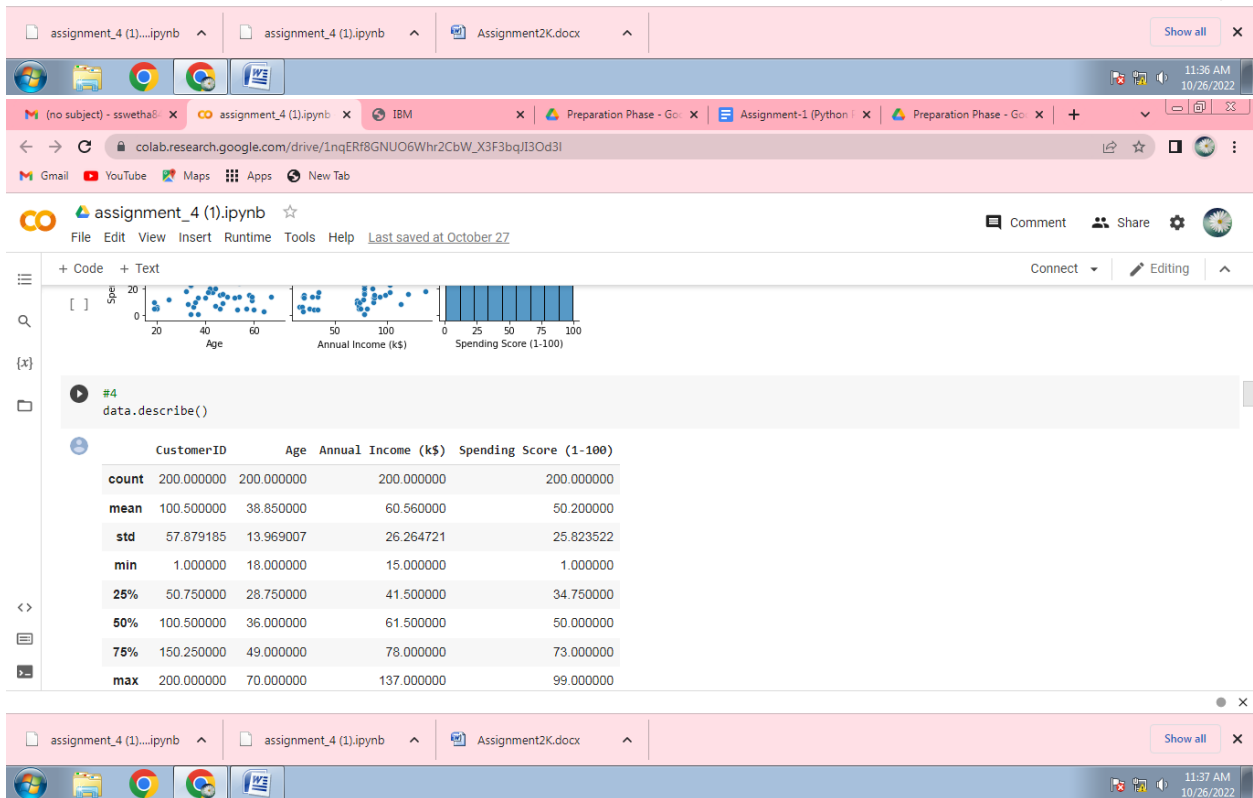 assignment_4 (1)....ipynb assignment_4 (1).ipynb Assignment2K.docx Show all
11:36 AM
10/26/2022
(no subject) - sswetha8 assignment_4 (1).ipynb IBM Preparation Phase - Goo Assignment-1 (Python Preparation Phase - Goo
colab.research.google.com/drive/1nqERf8GNUO6Whr2CbW_X3F3bqJI3Od3I
Gmail YouTube Maps Apps New Tab
CO assignment_4 (1).ipynb Comment Share
File Edit View Insert Runtime Tools Help Last saved at October 27
+ Code + Text Connect Editing
[ ] Spe 20
0
20 40 60 50 100 0 25 50 75 100
Age Annual Income (k$) Spending Score (1-100)
{x}
#4
data.describe()
CustomerID Age Annual Income (k$) Spending Score (1-100)
count 200.000000 200.000000 200.000000 200.000000
mean 100.500000 38.850000 60.560000 50.200000
std 57.879185 13.969007 26.264721 25.823522
min 1.000000 18.000000 15.000000 1.000000
25% 50.750000 28.750000 41.500000 34.750000
50% 100.500000 36.000000 61.500000 50.000000
75% 150.250000 49.000000 78.000000 73.000000
max 200.000000 70.000000 137.000000 99.000000
assignment_4 (1)....ipynb assignment_4 (1).ipynb Assignment2K.docx Show all
11:37 AM
10/26/2022